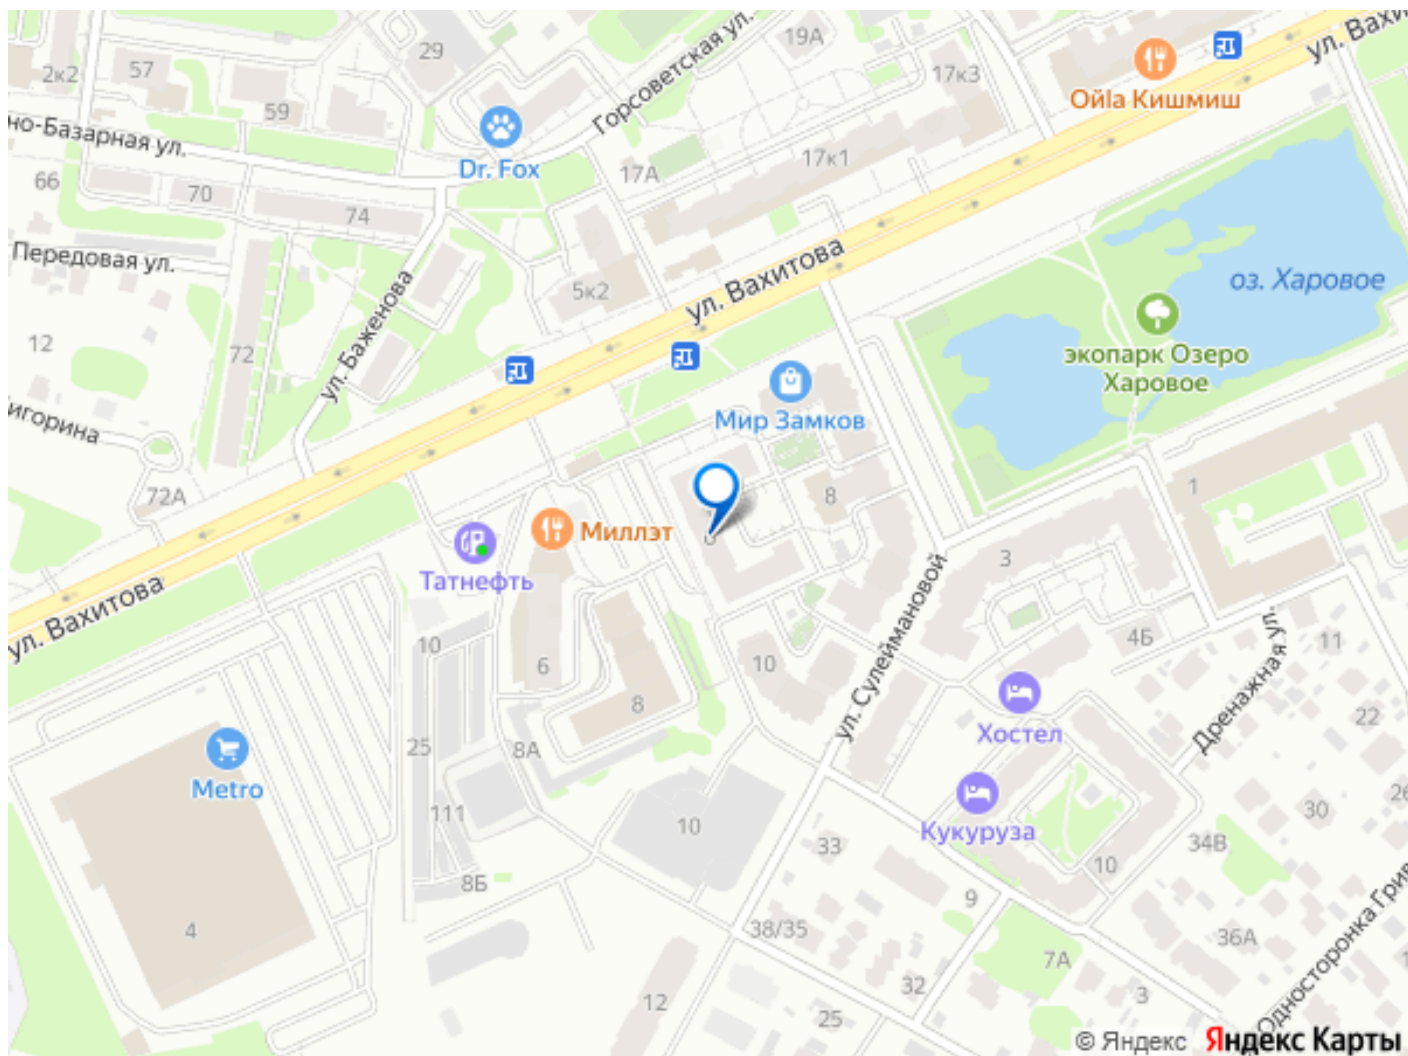 29
19А
Горсоветская ул.
ул. Вахитова
57
2к2
59
17к3
Ойla Кишмиш
но-Базарная ул.
Dr. Fox
17А
17к1
66
70
74
Передовая ул.
ул. Баженова
5к2
ул. Вахитова
оз. Харовое
экопарк Озеро
Харовое
12
72
игорина
Мир Замков
72А
8
1
Миллэт
Татнефть
3
ул. Вахитова
10
6
10
ул. Сулеймановой
4Б
Дренажная ул.
11
8
22
Хостел
25
8А
Metro
111
10
Кукуруза
33
30
26
34В
10
8Б
9
4
38/35
36А
7А
Односторонка Грив
32
3
12
25
© Яндекс Яндекс Карты